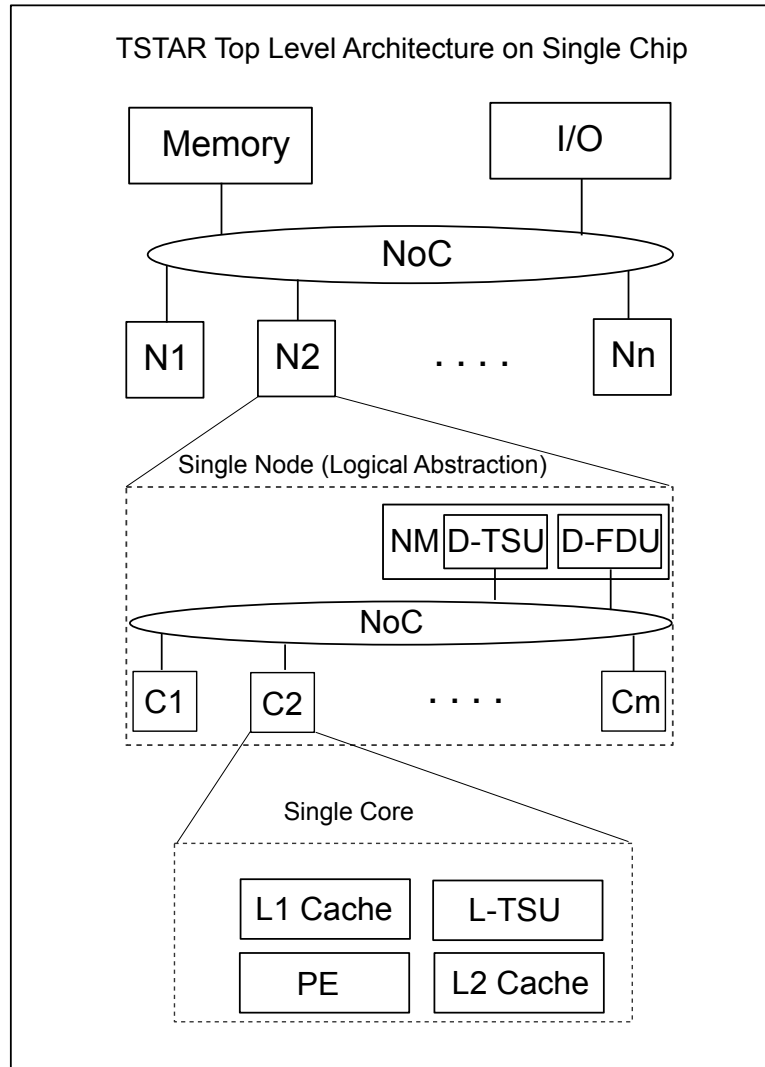 TSTAR Top Level Architecture on Single Chip
Memory
I/O
NoC
N1
N2
. . . .
Nn
Single Node (Logical Abstraction)
NM
D-TSU
D-FDU
NoC
C1
C2
. . . .
Cm
Single Core
L1 Cache
L-TSU
PE
L2 Cache